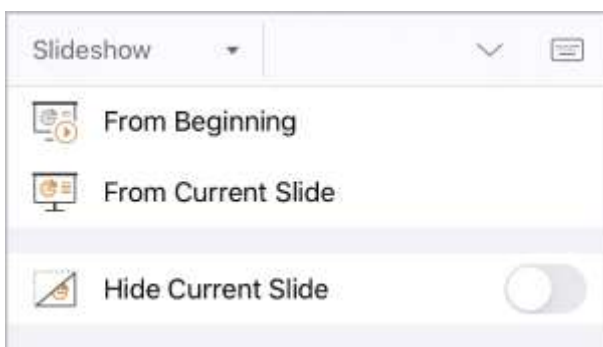 Slideshow
From Beginning
From Current Slide
Hide Current Slide